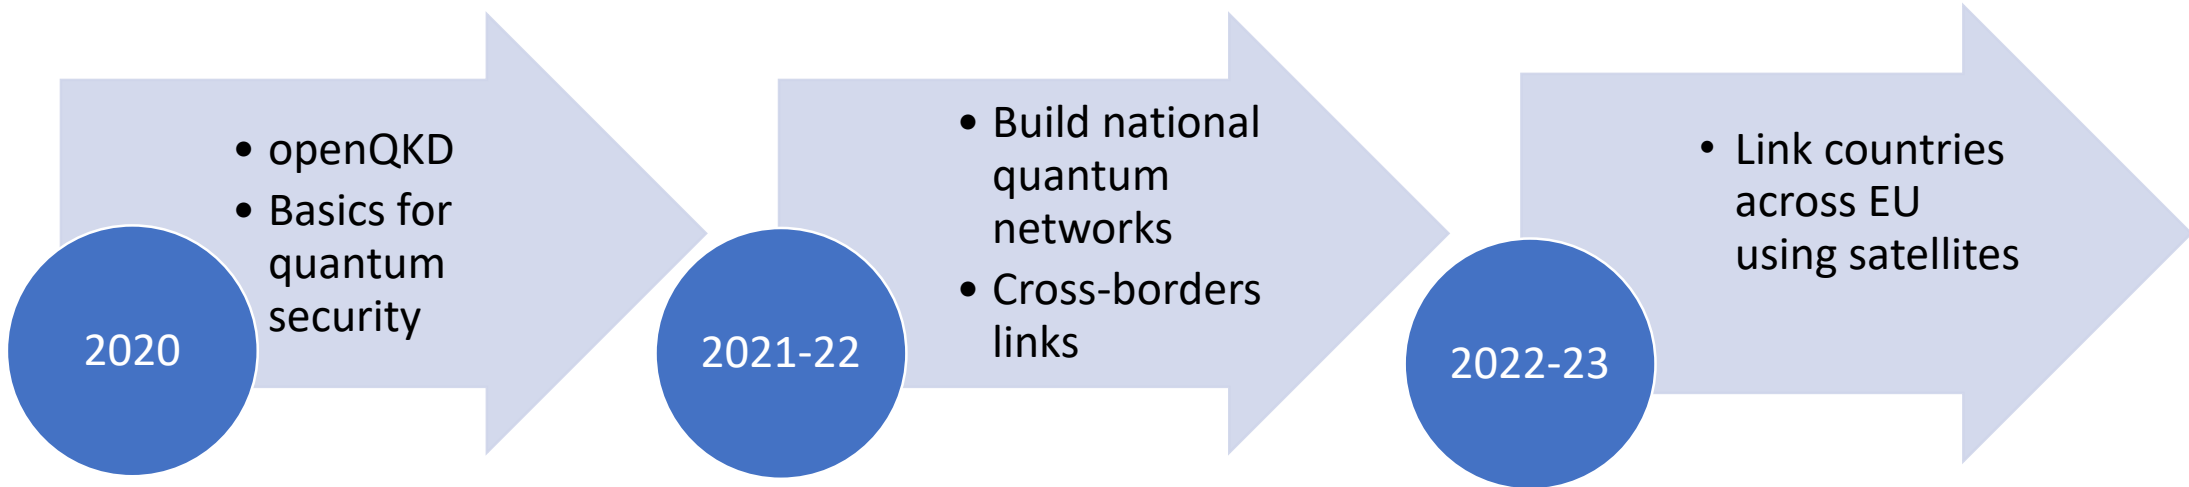 • openQKD
• Basics for
quantum
security
2020
• Build national
quantum
networks
• Cross-borders
links
2021-22
• Link countries
across EU
using satellites
2022-23